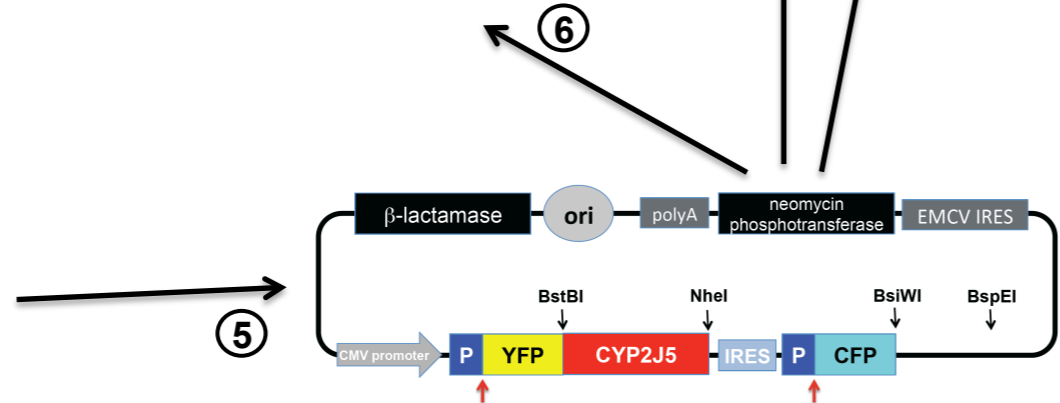 6
β-lactamase
ori
polyA
neomycin
phosphotransferase
EMCV IRES
5
BstBI
NheI
BsiWI
BspEI
CMV promoter
P
YFP
CYP2J5
IRES
P
CFP